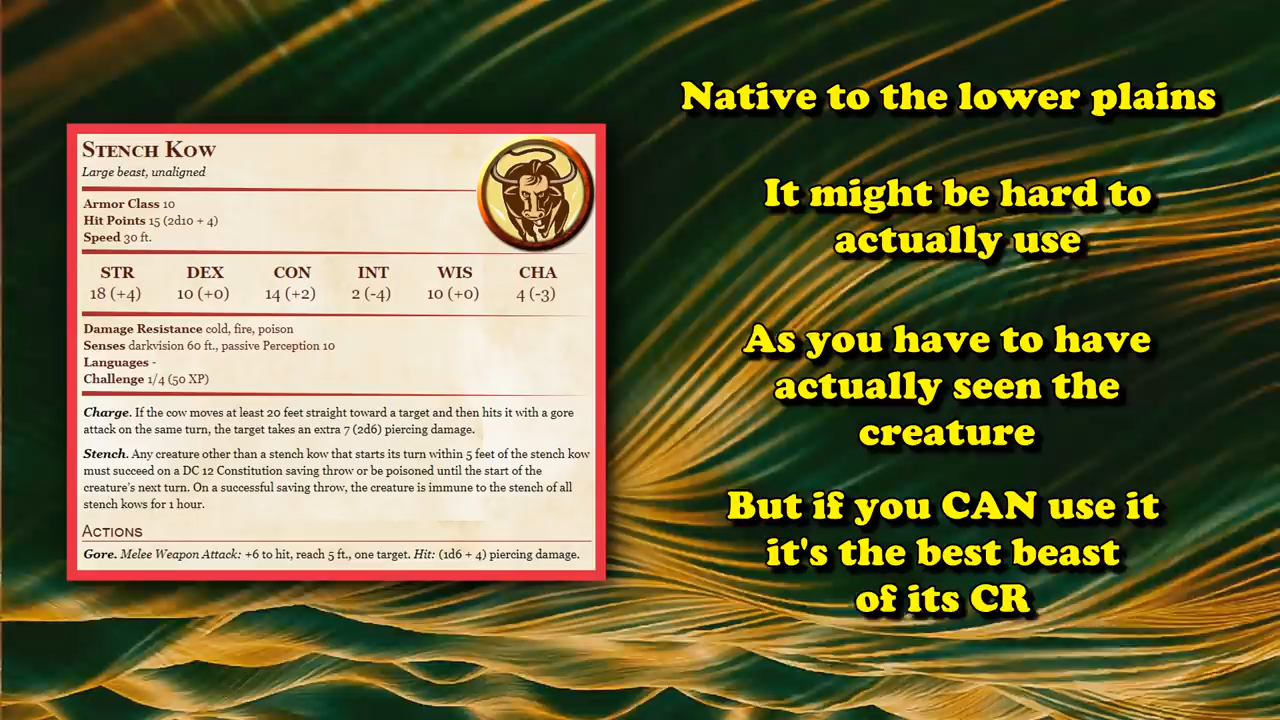 STENCH KOW
Large beast, unaligned
Armor Class 10
Hit Points 15 (2d10 + 4)
Speed 30 ft.
STR DEX CON INT WIS CHA
18 (+4) 10 (+0) 14 (+2) 2 (-4) 10 (+0) 4 (-3)
Damage Resistance cold, fire, poison
Senses darkvision 60 ft., passive Perception 10
Languages -
Challenge 1/4 (50 XP)
Charge. If the cow moves at least 20 feet straight toward a target and then hits it with a gore
attack on the same turn, the target takes an extra 7 (2d6) piercing damage.
Stench. Any creature other than a stench kow that starts its turn within 5 feet of the stench kow
must succeed on a DC 12 Constitution saving throw or be poisoned until the start of the
creature's next turn. On a successful saving throw, the creature is immune to the stench of all
stench kows for 1 hour.
ACTIONS
Gore. Melee Weapon Attack: +6 to hit, reach 5 ft., one target. Hit: (1d6 + 4) piercing damage.
Native to the lower plains
It might be hard to
actually use
As you have to have
actually seen the
creature
But if you CAN use it
it's the best beast
of its CR